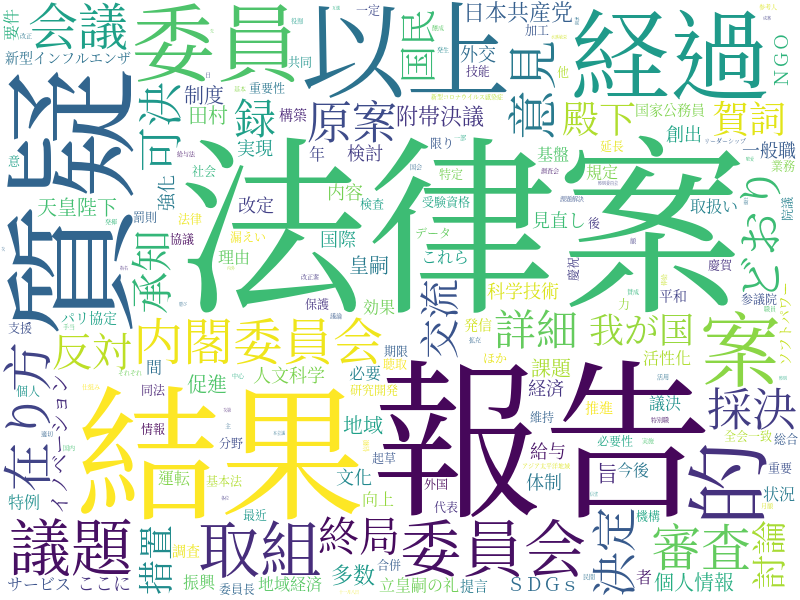 会議
委員
以上
経過
国民
日本共産党
外交
技能
加工
意見
NGO
要件
新型インフルエンザ
共同
一定
他
質疑
可決
制度
重要性
田村
録
実現
構築
年
原案
附帯決議
検討
限り
殿下
国家公務員
賀詞
創出
延長
一般職
業務
法律案
意
社会
基盤
規定
天皇陛下
強化
罰則
法律
改定
内容
検査
特定
受験資格
見直し
後
取扱い
どおり
院議
承知
協議
漏えい
理由
国際
皇嗣
データ
これら
慶祝
慶賀
参議院
平和
力
パリ協定
支援
保護
効果
交流
科学技術
発信
ソフトパワー
反対
内閣委員会
詳細
我が国
案
在り方
間
期限
聴取
ほか
課題
活性化
個人
同法
促進
人文科学
必要
研究開発
経済
推進
議決
採決
イノベーション
結果
報告
的
情報
分野
地域
維持
給与
必要性
全会一致
総合
特例
運転
基本法
文化
起草
外国
旨
今後
体制
重要
状況
最近
向上
代表
機構
議題
措置
取組
終局
委員会
決定
審査
討論
調査
合併
者
個人情報
サービス
ここに
振興
委員長
地域経済
多数
立皇嗣の礼
提言
SDGs